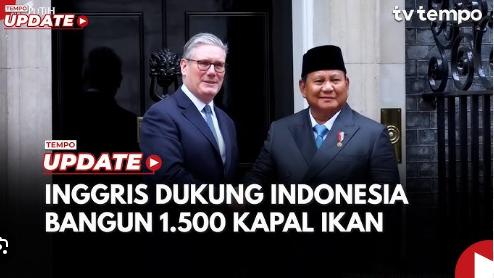 TEMPO
UPDATE
tv tempo
TEMPO
UPDATE
INGGRIS DUKUNG INDONESIA
BANGUN 1.500 KAPAL IKAN